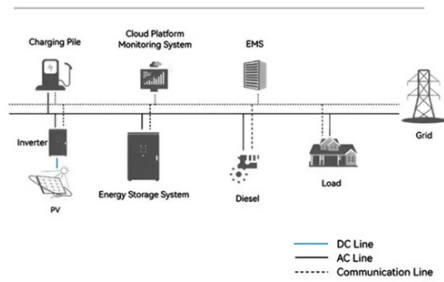 Charging Pile
Cloud Platform
Monitoring System
EMS
Inverter
Grid
PV
Energy Storage System
Diesel
Load
DC Line
AC Line
Communication Line